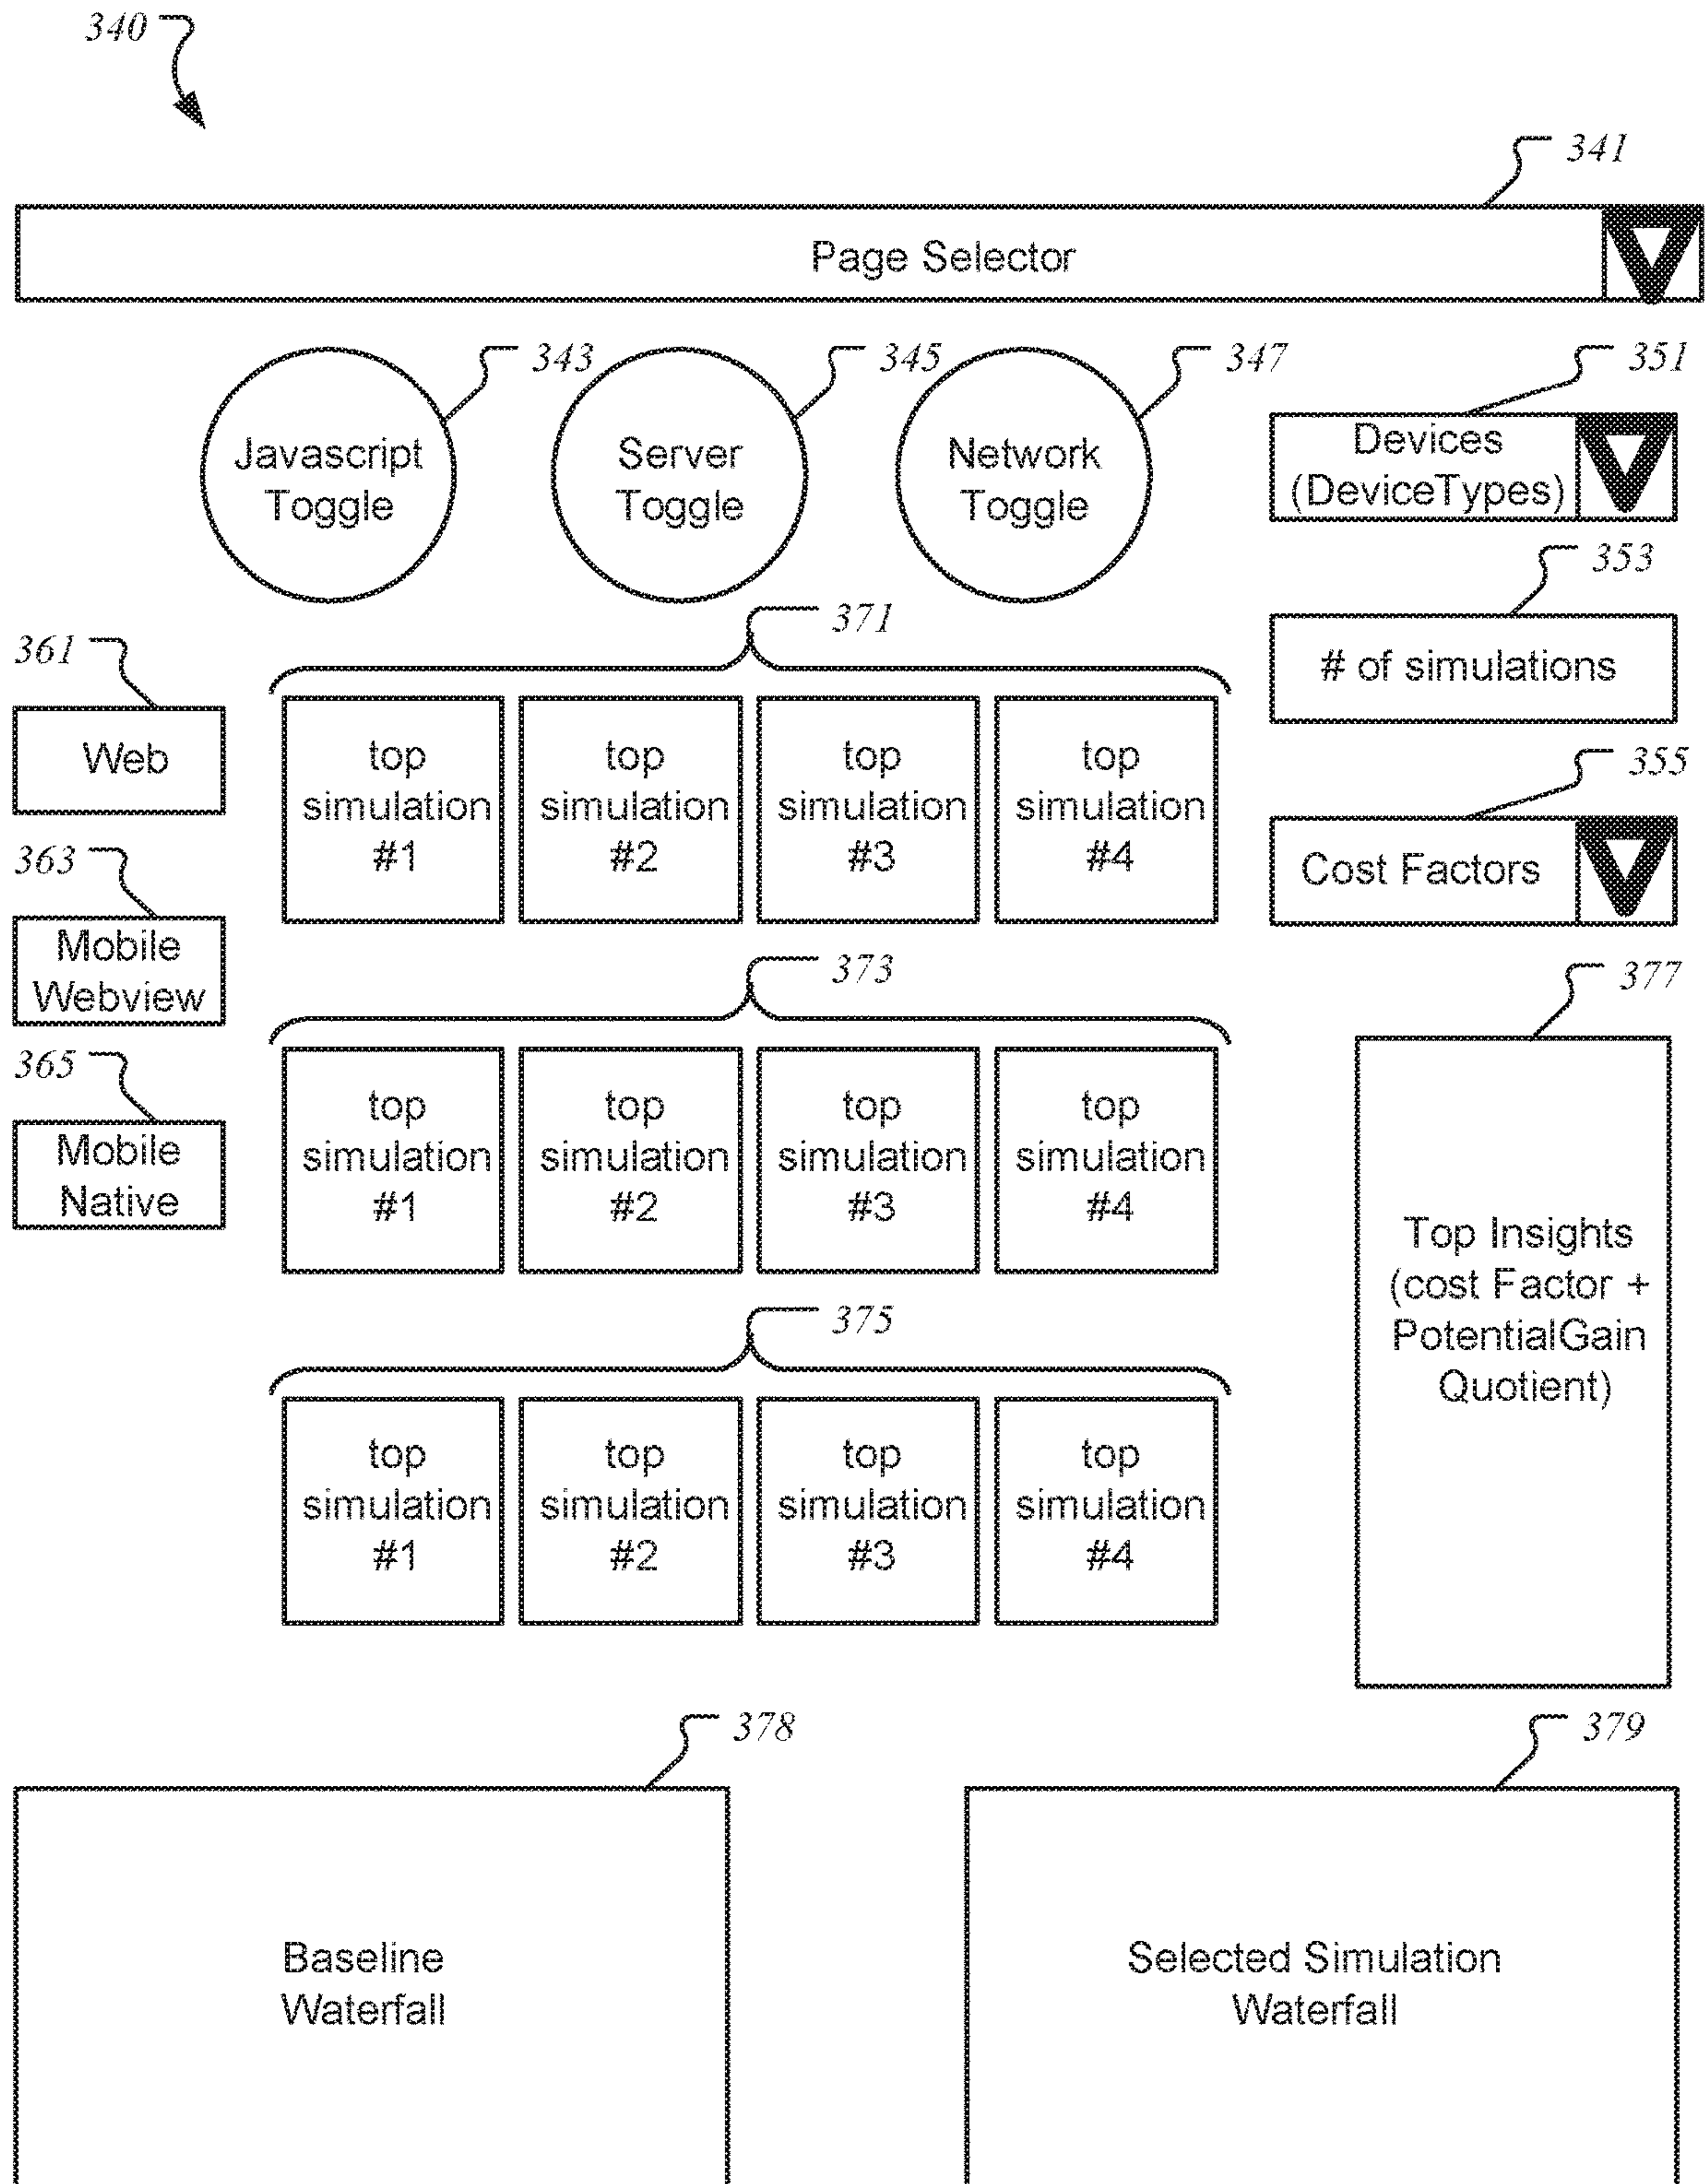 340
341
Page Selector
343
345
347
351
Javascript
Toggle
Server
Toggle
Network
Toggle
Devices
(DeviceTypes)
353
# of simulations
371
361
Web
top
simulation
#1
top
simulation
#2
top
simulation
#3
top
simulation
#4
355
Cost Factors
363
Mobile
Webview
373
377
365
Mobile
Native
top
simulation
#1
top
simulation
#2
top
simulation
#3
top
simulation
#4
Top Insights
(cost Factor +
PotentialGain
Quotient)
375
top
simulation
#1
top
simulation
#2
top
simulation
#3
top
simulation
#4
378
379
Baseline
Waterfall
Selected Simulation
Waterfall